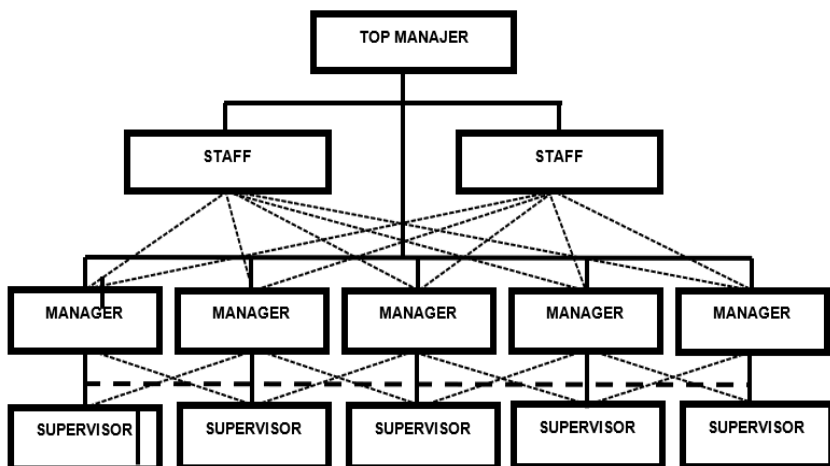 TOP MANAJER
STAFF
STAFF
MANAGER
MANAGER
MANAGER
MANAGER
MANAGER
SUPERVISOR
SUPERVISOR
SUPERVISOR
SUPERVISOR
SUPERVISOR